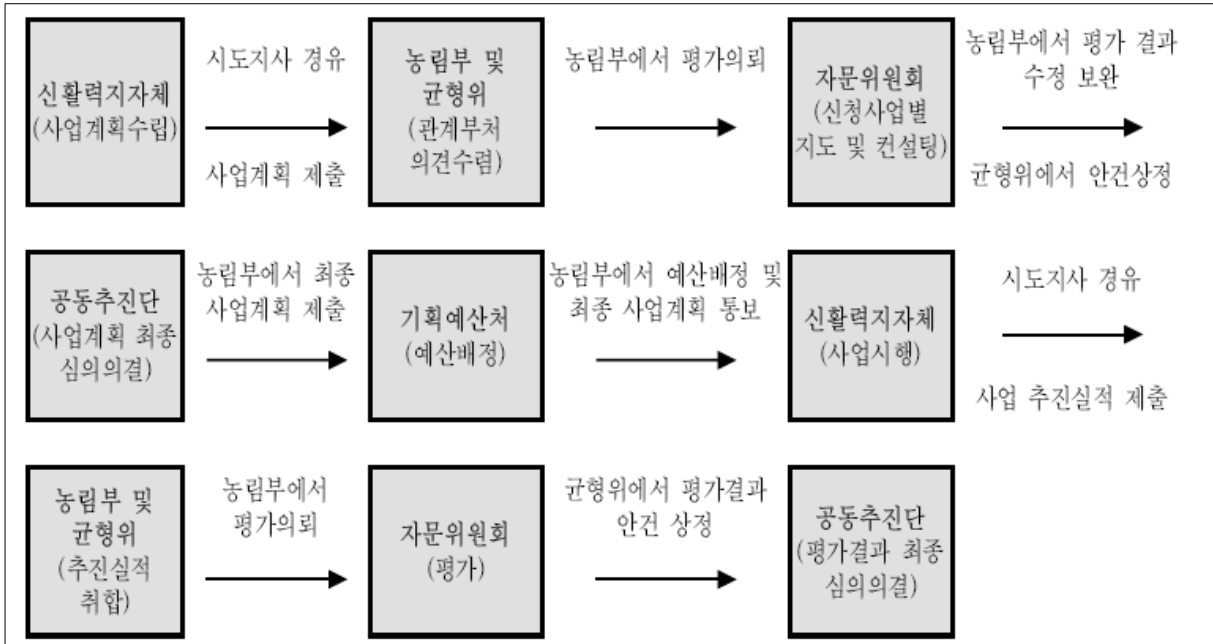 신활력지자체
(사업계획수립)
시도지사 경유
사업계획 제출
농림부 및
균형위
(관계부처
의견수렴)
농림부에서 평가의뢰
자문위원회
(신청사업별
지도 및 컨설팅)
농림부에서 평가 결과
수정 보완
균형위에서 안건상정
공동추진단
(사업계획 최종
심의의결)
농림부에서 최종
사업계획 제출
기획예산처
(예산배정)
농림부에서 예산배정 및
최종 사업계획 통보
신활력지자체
(사업시행)
시도지사 경유
사업 추진실적 제출
농림부 및
균형위
(추진실적
취합)
농림부에서
평가의뢰
자문위원회
(평가)
균형위에서 평가결과
안건 상정
공동추진단
(평가결과 최종
심의의결)